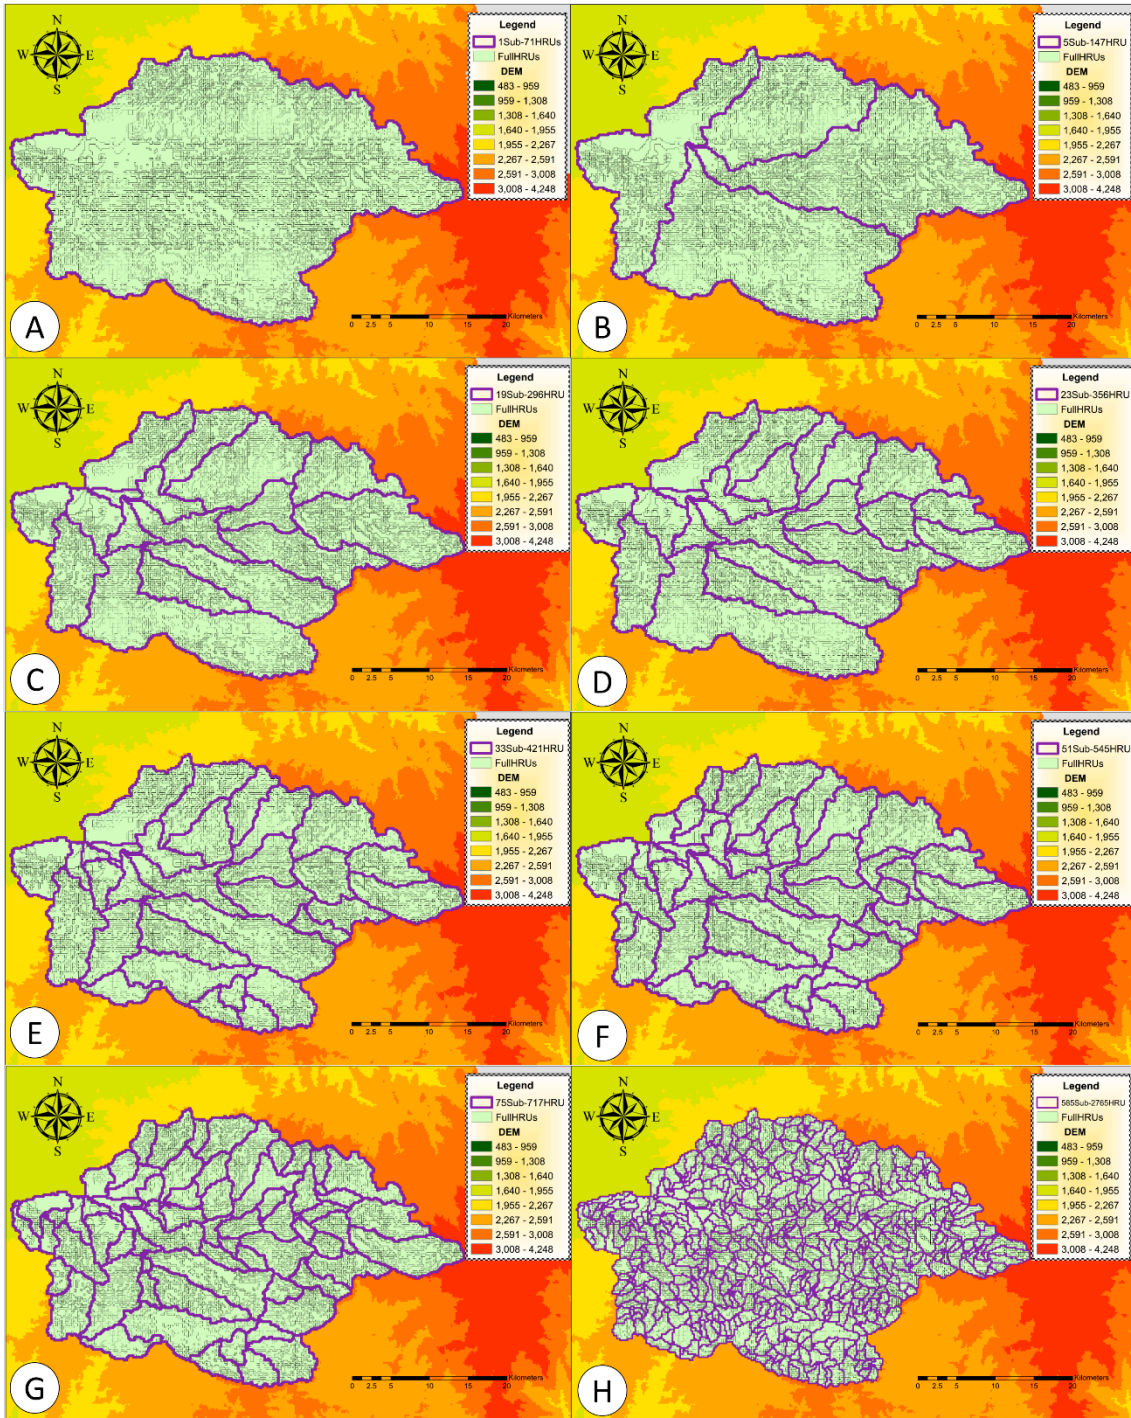 N
W E
S
Legend
1Sub-71HRUs
FullHRUs
DEM
483 - 959
959 - 1,308
1,308 - 1,640
1,640 - 1,955
1,955 - 2,267
2,267 - 2,591
2,591 - 3,008
3,008 - 4,248
Kilometers
0 2.5 5 10 15 20
A
N
W E
S
Legend
5Sub-147HRU
FullHRUs
DEM
483 - 959
959 - 1,308
1,308 - 1,640
1,640 - 1,955
1,955 - 2,267
2,267 - 2,591
2,591 - 3,008
3,008 - 4,248
Kilometers
0 2.5 5 10 15 20
B
N
W E
S
Legend
19Sub-296HRU
FullHRUs
DEM
483 - 959
959 - 1,308
1,308 - 1,640
1,640 - 1,955
1,955 - 2,267
2,267 - 2,591
2,591 - 3,008
3,008 - 4,248
Kilometers
0 2.5 5 10 15 20
C
N
W E
S
Legend
23Sub-356HRU
FullHRUs
DEM
483 - 959
959 - 1,308
1,308 - 1,640
1,640 - 1,955
1,955 - 2,267
2,267 - 2,591
2,591 - 3,008
3,008 - 4,248
Kilometers
0 2.5 5 10 15 20
D
N
W E
S
Legend
33Sub-421HRU
FullHRUs
DEM
483 - 959
959 - 1,308
1,308 - 1,640
1,640 - 1,955
1,955 - 2,267
2,267 - 2,591
2,591 - 3,008
3,008 - 4,248
Kilometers
0 2.5 5 10 15 20
E
N
W E
S
Legend
51Sub-545HRU
FullHRUs
DEM
483 - 959
959 - 1,308
1,308 - 1,640
1,640 - 1,955
1,955 - 2,267
2,267 - 2,591
2,591 - 3,008
3,008 - 4,248
Kilometers
0 2.5 5 10 15 20
F
N
W E
S
Legend
75Sub-717HRU
FullHRUs
DEM
483 - 959
959 - 1,308
1,308 - 1,640
1,640 - 1,955
1,955 - 2,267
2,267 - 2,591
2,591 - 3,008
3,008 - 4,248
Kilometers
0 2.5 5 10 15 20
G
N
W E
S
Legend
585Sub-2765HRU
FullHRUs
DEM
483 - 959
959 - 1,308
1,308 - 1,640
1,640 - 1,955
1,955 - 2,267
2,267 - 2,591
2,591 - 3,008
3,008 - 4,248
Kilometers
0 2.5 5 10 15 20
H